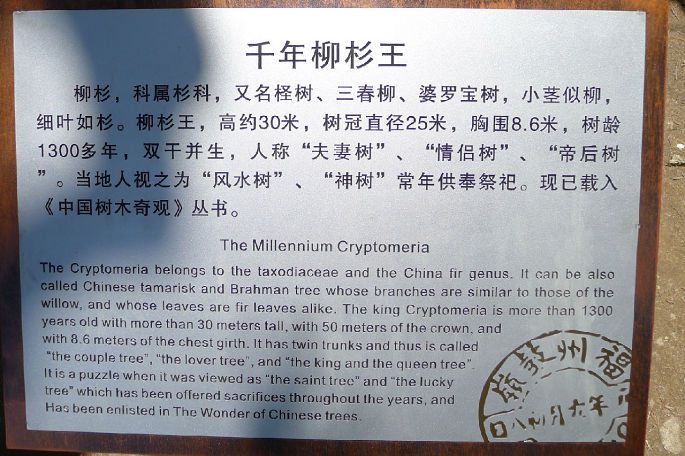 千年柳杉王
柳杉，科属杉科，又名柽树、三春柳、婆罗宝树，小茎似柳，
细叶如杉。柳杉王，高约30米，树冠直径25米，胸围8.6米，树龄
1300多年，双干并生，人称“夫妻树”、“情侣树”、“帝后树
”。当地人视之为“风水树”、“神树”常年供奉祭祀。现已载入
《中国树木奇观》丛书。
The Millennium Cryptomeria
The Cryptomeria belongs to the taxodiaceae and the China fir genus. It can be also
called Chinese tamarisk and Brahman tree whose branches are similar to those of the
willow, and whose leaves are fir leaves alike. The king Cryptomeria is more than 1300
years old with more than 30 meters tall, with 50 meters of the crown, and
with 8.6 meters of the chest girth. It has twin trunks and thus is called
“the couple tree”, “the lover tree”, and “the king and the queen tree”.
It is a puzzle when it was viewed as “the saint tree” and “the lucky
tree” which has been offered sacrifices throughout the years, and
Has been enlisted in The Wonder of Chinese trees.
福州鼓岭